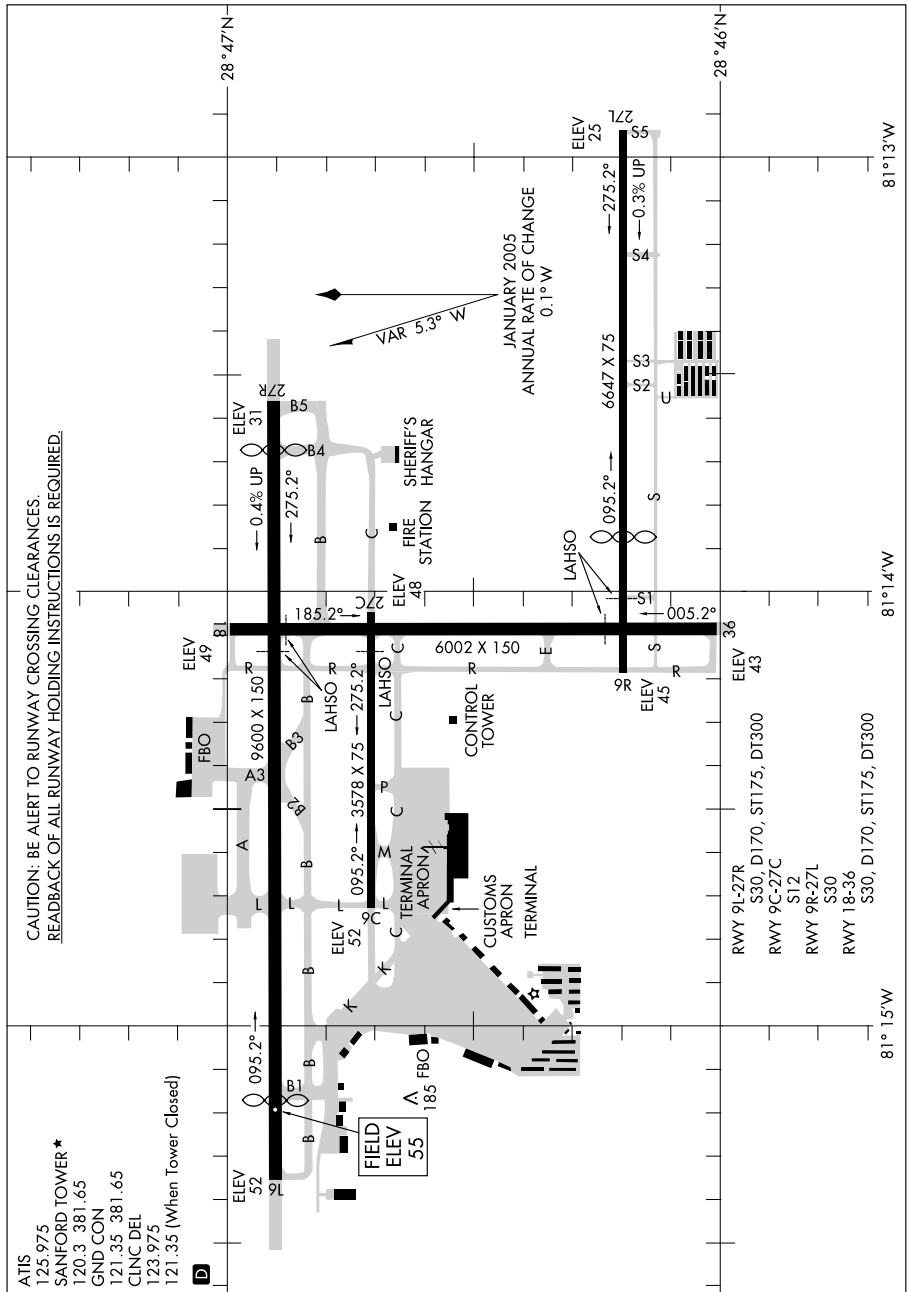 CAUTION: BE ALERT TO RUNWAY CROSSING CLEARANCES.
READBACK OF ALL RUNWAY HOLDING INSTRUCTIONS IS REQUIRED.
ATIS
125.975
SANFORD TOWER★
120.3 381.65
GND CON
121.35 381.65
CLNC DEL
123.975
121.35 (When Tower Closed)
D
28°47'N
28°46'N
81°13'W
81°14'W
81°15'W
JANUARY 2005
ANNUAL RATE OF CHANGE
0.1° W
VAR 5.3° W
ELEV
52
9L
095.2°
B1
B
B
B
B
B
B
B2
B3
B4
B5
FIELD
ELEV
55
9600 X 150
0.4% UP
275.2°
ELEV
31
27R
A
A3
FBO
L
L
L
L
K
K
ELEV
52
9C
095.2°
3578 X 75
275.2°
27C
ELEV
48
C
C
C
C
C
M
P
LAHSO
LAHSO
ELEV
49
18
185.2°
R
R
R
R
6002 X 150
E
005.2°
36
ELEV
43
FIRE
STATION
SHERIFF'S
HANGAR
CONTROL
TOWER
TERMINAL
APRON
CUSTOMS
APRON
TERMINAL
FBO
185
LAHSO
9R
ELEV
45
095.2°
6647 X 75
275.2°
0.3% UP
27L
ELEV
25
S
S
S1
S2
S3
S4
S5
U
RWY 9L-27R
S30, D170, ST175, DT300
RWY 9C-27C
S12
RWY 9R-27L
S30
RWY 18-36
S30, D170, ST175, DT300